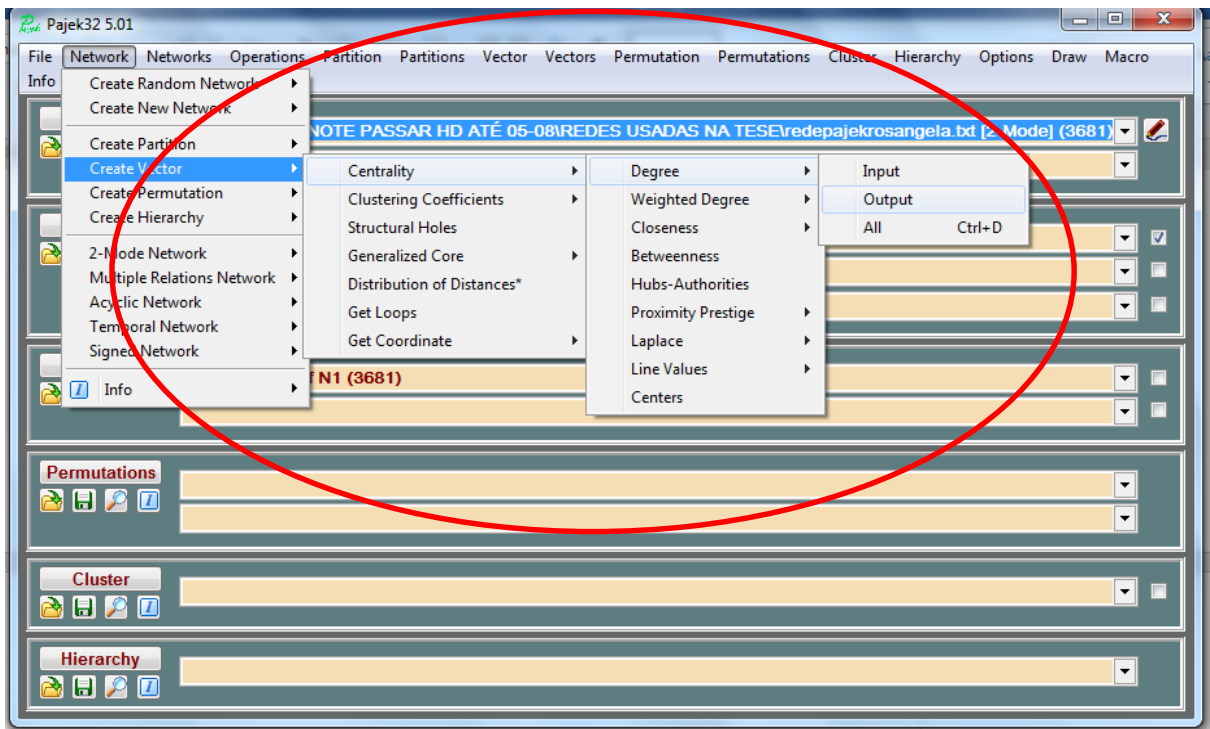 Pajek32 5.01
File Network Networks Operations Partition Partitions Vector Vectors Permutation Permutations Cluster Hierarchy Options Draw Macro
Info
Create Random Network
Create New Network
Create Partition
Create Vector
Create Permutation
Create Hierarchy
2-Mode Network
Multiple Relations Network
Acyclic Network
Temporal Network
Signed Network
Info
NOTE PASSAR HD ATÉ 05-08\REDES USADAS NA TESE\redepajekrosangela.txt [2-Mode] (3681)
Centrality
Clustering Coefficients
Structural Holes
Generalized Core
Distribution of Distances*
Get Loops
Get Coordinate
Degree
Weighted Degree
Closeness
Betweenness
Hubs-Authorities
Proximity Prestige
Laplace
Line Values
Centers
Input
Output
All Ctrl+D
f N1 (3681)
Permutations
Cluster
Hierarchy